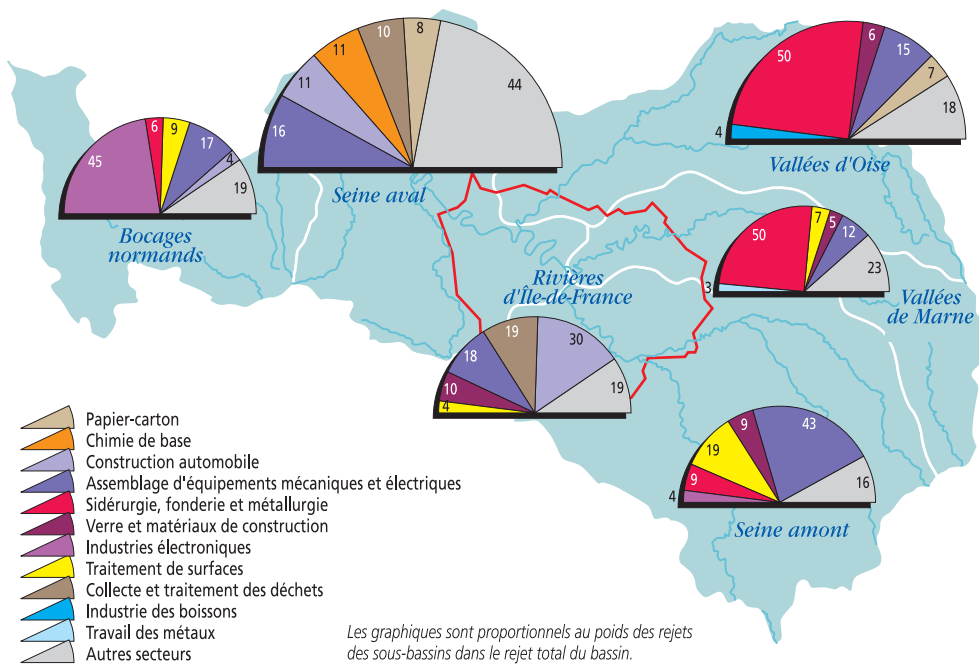 11
10
8
11
44
16
Seine aval
50
6
15
7
18
4
Vallées d'Oise
45
6
9
17
4
19
Bocages
normands
50
7
5
12
23
3
Vallées
de Marne
Rivières
d'Île-de-France
19
30
18
10
4
19
43
9
19
9
4
16
Seine amont
Papier-carton
Chimie de base
Construction automobile
Assemblage d'équipements mécaniques et électriques
Sidérurgie, fonderie et métallurgie
Verre et matériaux de construction
Industries électroniques
Traitement de surfaces
Collecte et traitement des déchets
Industrie des boissons
Travail des métaux
Autres secteurs
Les graphiques sont proportionnels au poids des rejets
des sous-bassins dans le rejet total du bassin.